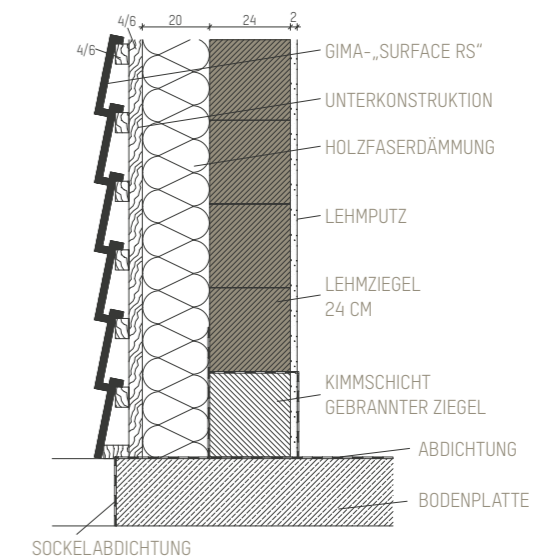 4/6
20
24
2
4/6
GIMA-„SURFACE RS“
UNTERKONSTRUKTION
HOLZFASERDÄMMUNG
LEHMPUTZ
LEHMZIEGEL
24 CM
KIMMSCHICHT
GEBRANNTER ZIEGEL
ABDICHTUNG
BODENPLATTE
SOCKELABDICHTUNG